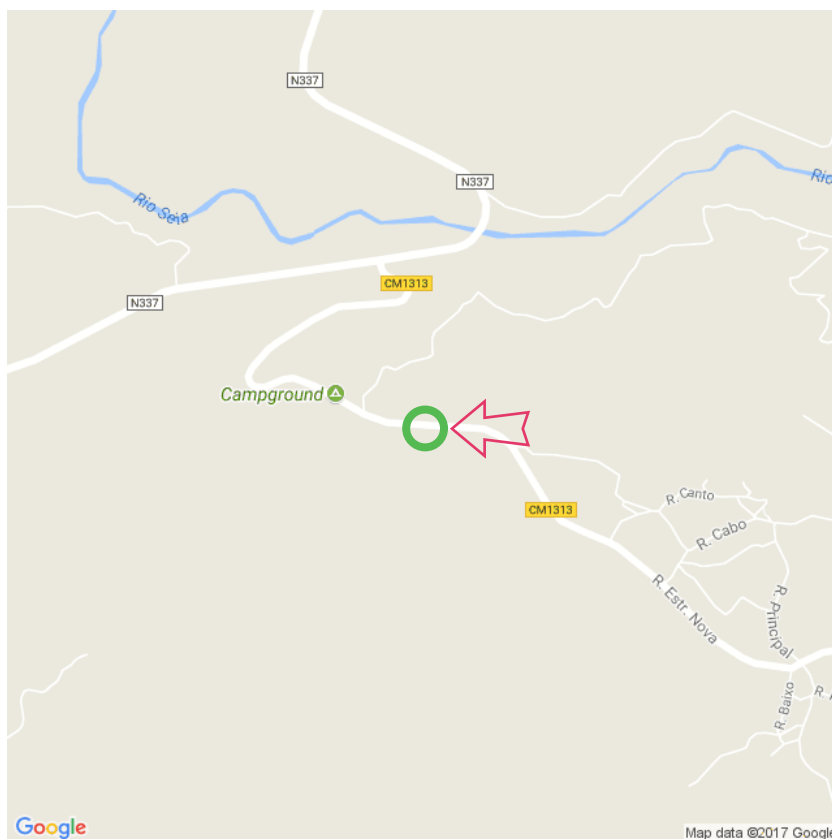 N337
N337
Rio
Rio Seia
CM1313
N337
Campground
R. Canto
CM1313
R. Cabo
R. Estr. Nova
R. Principal
R. Baixo
R.
Google
Map data ©2017 Google